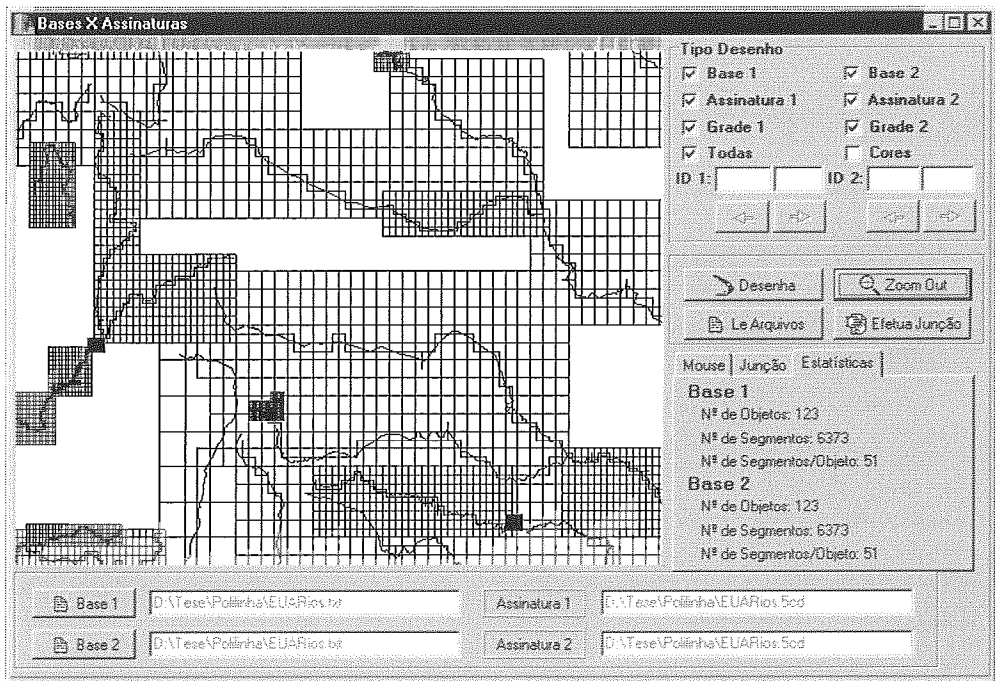 Bases X Assinaturas
Tipo Desenho
Base 1
Base 2
Assinatura 1
Assinatura 2
Grade 1
Grade 2
Todas
Cores
ID 1:
ID 2:
Desenha
Zoom Out
Le Arquivos
Efetua Junção
Mouse
Junção
Estatísticas
Base 1
Nº de Objetos: 123
Nº de Segmentos: 6373
Nº de Segmentos/Objeto: 51
Base 2
Nº de Objetos: 123
Nº de Segmentos: 6373
Nº de Segmentos/Objeto: 51
Base 1
D:\Tese\Polilinha\EUARios.txt
Assinatura 1
D:\Tese\Polilinha\EUARios.5cd
Base 2
D:\Tese\Polilinha\EUARios.txt
Assinatura 2
D:\Tese\Polilinha\EUARios.5cd